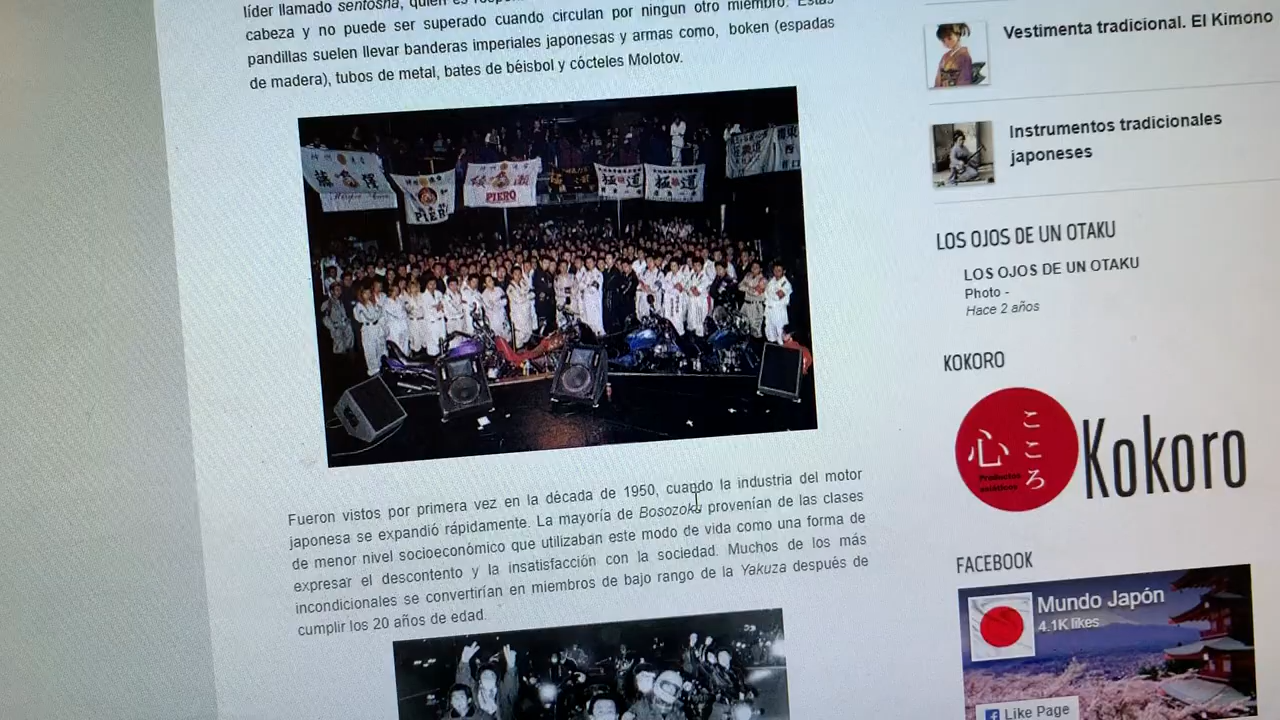 líder llamado sentosha, quien es
cabeza y no puede ser superado cuando circulan por ningun otro miembro. Estas
pandillas suelen llevar banderas imperiales japonesas y armas como, boken (espadas
de madera), tubos de metal, bates de béisbol y cócteles Molotov.
PIERO
極道
極道
Fueron vistos por primera vez en la década de 1950, cuando la industria del motor
japonesa se expandió rápidamente. La mayoría de Bosozoku provenían de las clases
de menor nivel socioeconómico que utilizaban este modo de vida como una forma de
expresar el descontento y la insatisfacción con la sociedad. Muchos de los más
incondicionales se convertirían en miembros de bajo rango de la Yakuza después de
cumplir los 20 años de edad.
Vestimenta tradicional. El Kimono
Instrumentos tradicionales
japoneses
LOS OJOS DE UN OTAKU
LOS OJOS DE UN OTAKU
Photo -
Hace 2 años
KOKORO
心
こころ
Kokoro
FACEBOOK
Mundo Japón
4.1K likes
Like Page